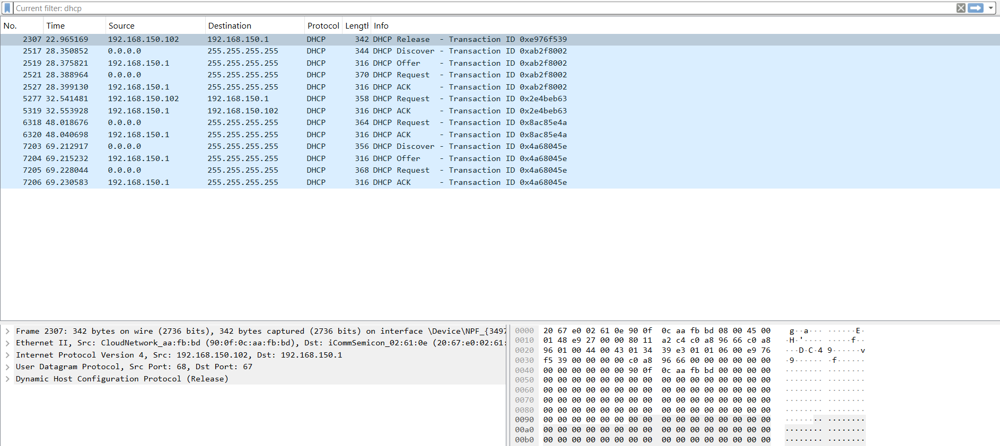 Current filter: dhcp
No. Time Source Destination Protocol Length Info
2307 22.965169 192.168.150.102 192.168.150.1 DHCP 342 DHCP Release - Transaction ID 0xe976f539
2517 28.350852 0.0.0.0 255.255.255.255 DHCP 344 DHCP Discover - Transaction ID 0xab2f8002
2519 28.375821 192.168.150.1 255.255.255.255 DHCP 316 DHCP Offer - Transaction ID 0xab2f8002
2521 28.388964 0.0.0.0 255.255.255.255 DHCP 370 DHCP Request - Transaction ID 0xab2f8002
2527 28.399130 192.168.150.1 255.255.255.255 DHCP 316 DHCP ACK - Transaction ID 0xab2f8002
5277 32.541481 192.168.150.102 192.168.150.1 DHCP 358 DHCP Request - Transaction ID 0x2e4beb63
5319 32.553928 192.168.150.1 192.168.150.102 DHCP 316 DHCP ACK - Transaction ID 0x2e4beb63
6318 48.018676 0.0.0.0 255.255.255.255 DHCP 364 DHCP Request - Transaction ID 0x8ac85e4a
6320 48.040698 192.168.150.1 255.255.255.255 DHCP 316 DHCP ACK - Transaction ID 0x8ac85e4a
7203 69.212917 0.0.0.0 255.255.255.255 DHCP 356 DHCP Discover - Transaction ID 0x4a68045e
7204 69.215232 192.168.150.1 255.255.255.255 DHCP 316 DHCP Offer - Transaction ID 0x4a68045e
7205 69.228044 0.0.0.0 255.255.255.255 DHCP 368 DHCP Request - Transaction ID 0x4a68045e
7206 69.230583 192.168.150.1 255.255.255.255 DHCP 316 DHCP ACK - Transaction ID 0x4a68045e
Frame 2307: 342 bytes on wire (2736 bits), 342 bytes captured (2736 bits) on interface \Device\NPF_{3497
Ethernet II, Src: CloudNetwork_aa:fb:bd (90:0f:0c:aa:fb:bd), Dst: iCommSemicon_02:61:0e (20:67:e0:02:61:
Internet Protocol Version 4, Src: 192.168.150.102, Dst: 192.168.150.1
User Datagram Protocol, Src Port: 68, Dst Port: 67
Dynamic Host Configuration Protocol (Release)
0000 20 67 e0 02 61 0e 90 0f 0c aa fb bd 08 00 45 00 g··a··· ······E·
0010 01 48 e9 27 00 00 80 11 a2 c4 c0 a8 96 66 c0 a8 ·H·'···· ·····f··
0020 96 01 00 44 00 43 01 34 39 e3 01 01 06 00 e9 76 ···D·C·4 9······v
0030 f5 39 00 00 00 00 c0 a8 96 66 00 00 00 00 00 00 ·9······ ·f······
0040 00 00 00 00 00 00 90 0f 0c aa fb bd 00 00 00 00 ········ ········
0050 00 00 00 00 00 00 00 00 00 00 00 00 00 00 00 00 ········ ········
0060 00 00 00 00 00 00 00 00 00 00 00 00 00 00 00 00 ········ ········
0070 00 00 00 00 00 00 00 00 00 00 00 00 00 00 00 00 ········ ········
0080 00 00 00 00 00 00 00 00 00 00 00 00 00 00 00 00 ········ ········
0090 00 00 00 00 00 00 00 00 00 00 00 00 00 00 00 00 ········ ········
00a0 00 00 00 00 00 00 00 00 00 00 00 00 00 00 00 00 ········ ········
00b0 00 00 00 00 00 00 00 00 00 00 00 00 00 00 00 00 ········ ········